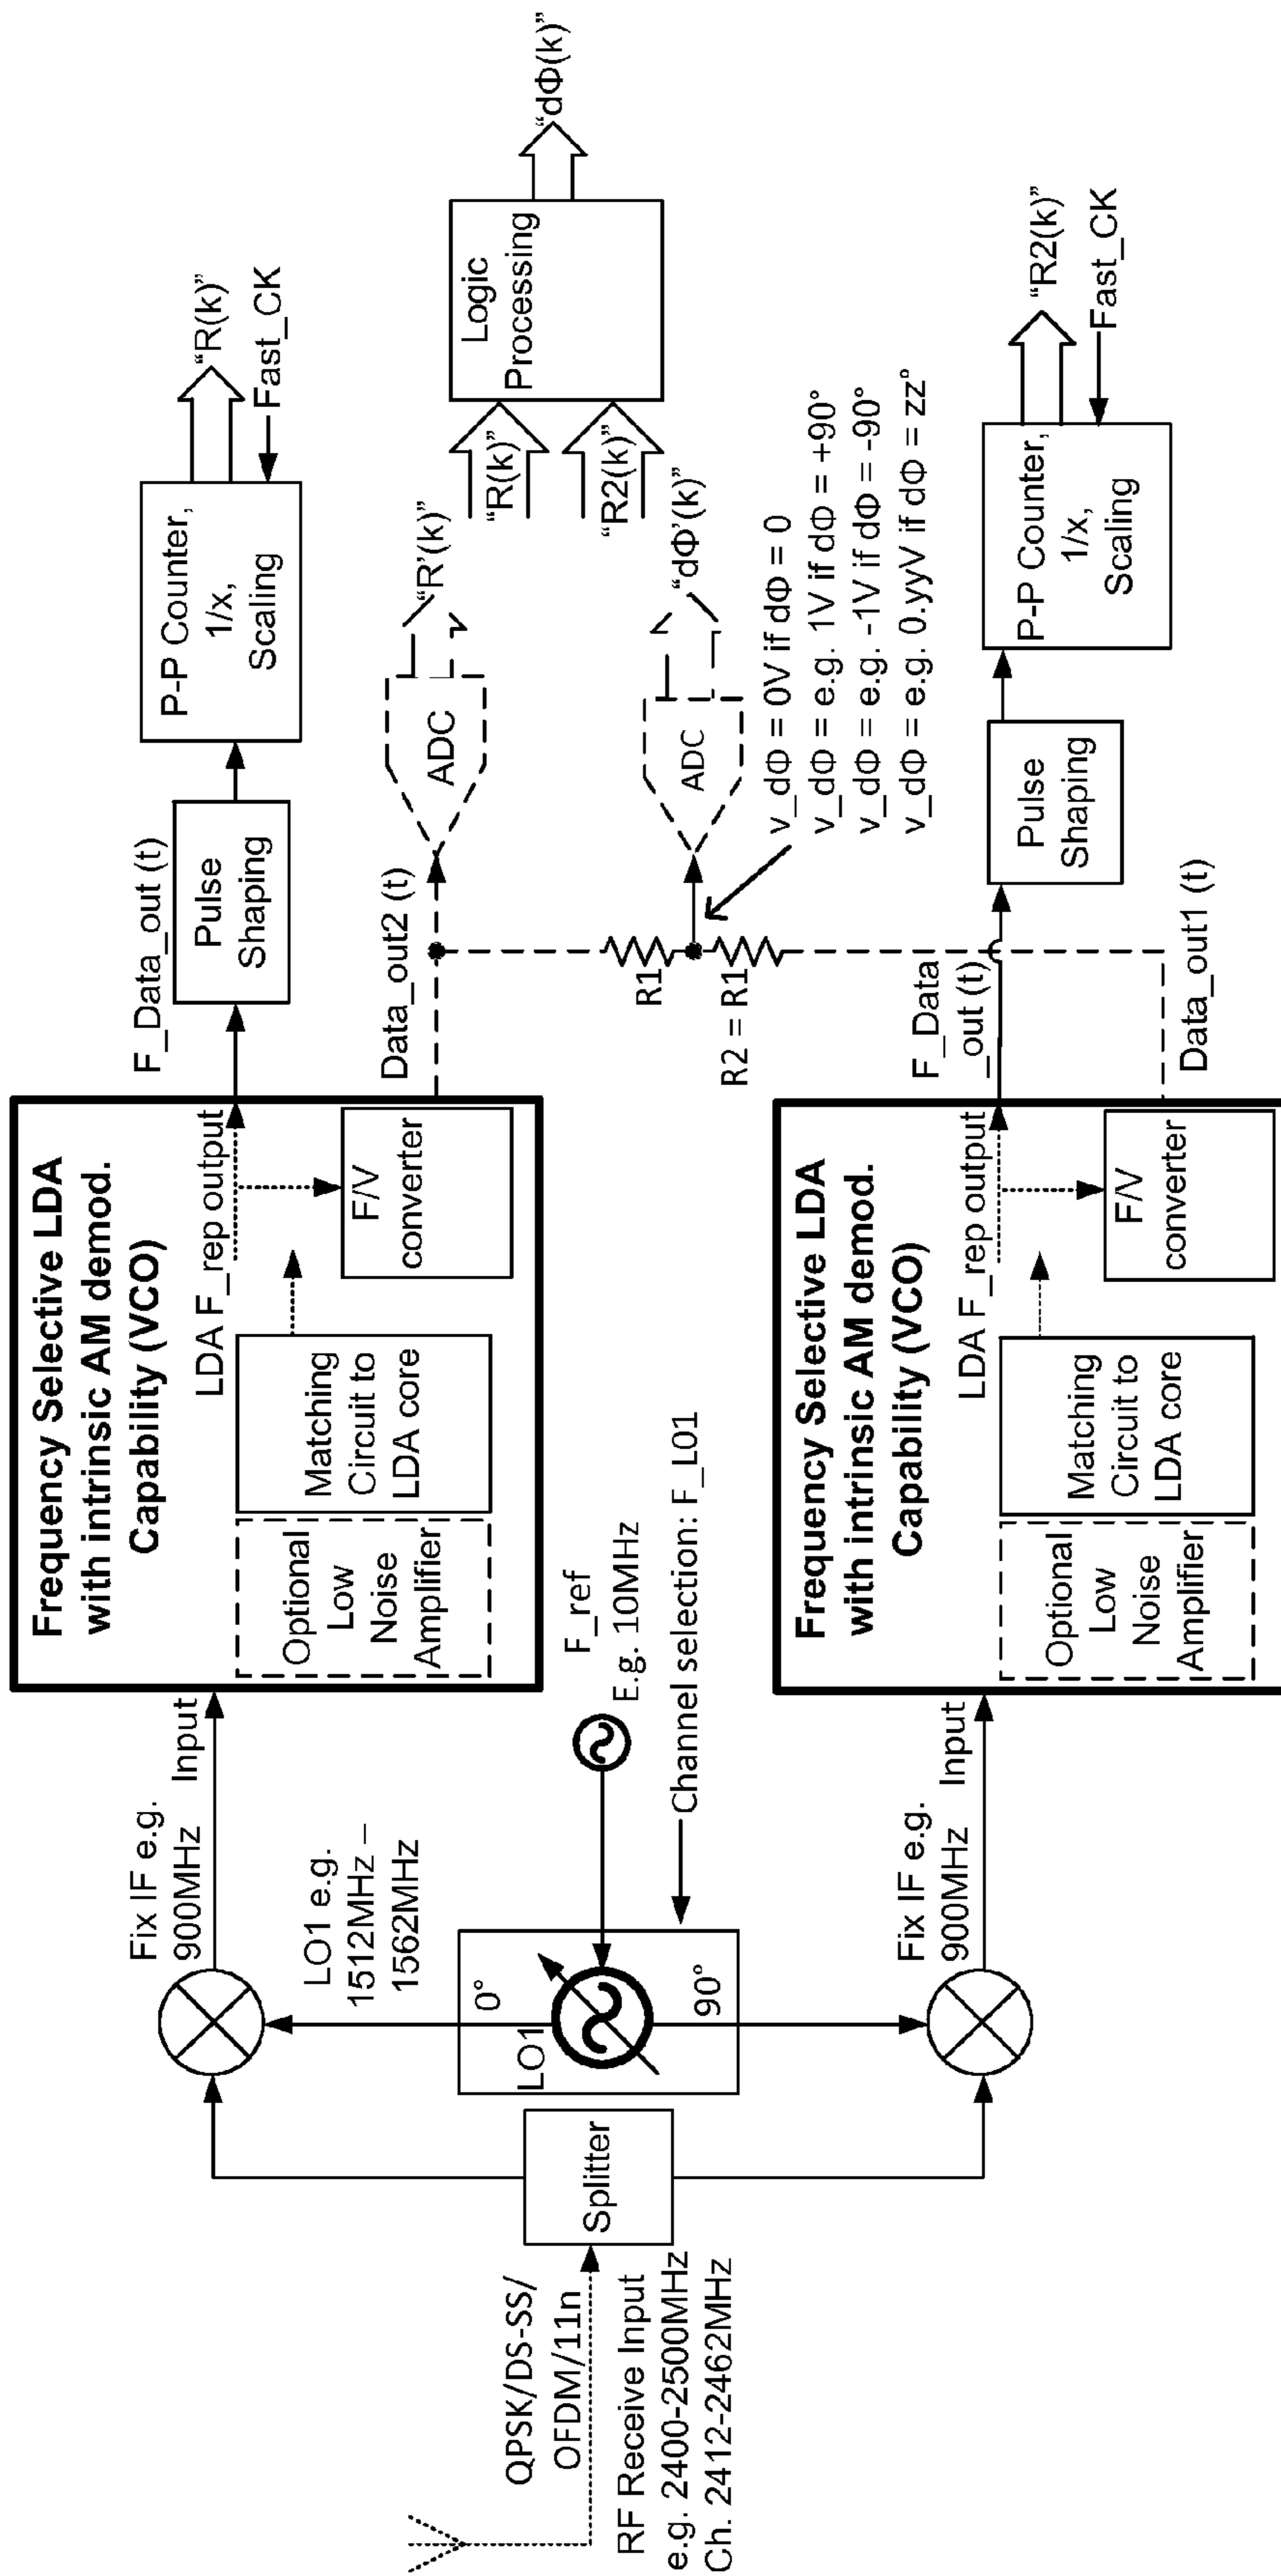 QPSK/DS-SS/
OFDM/11n
RF Receive Input
e.g. 2400-2500MHz
Ch. 2412-2462MHz
Splitter
LO1
0°
90°
LO1 e.g.
1512MHz –
1562MHz
F_ref
E.g. 10MHz
Channel selection: F_LO1
Fix IF e.g.
900MHz
Input
Frequency Selective LDA
with intrinsic AM demod.
Capability (VCO)
Optional
Low
Noise
Amplifier
Matching
Circuit to
LDA core
LDA F_rep output
F/V
converter
F_Data_out (t)
Pulse
Shaping
P-P Counter,
1/x,
Scaling
“R(k)”
Fast_CK
Data_out2 (t)
ADC
“R’(k)”
R1
R2 = R1
ADC
“dΦ’(k)”
“R(k)”
“R2(k)”
Logic
Processing
“dΦ(k)”
v_dΦ = 0V if dΦ = 0
v_dΦ = e.g. 1V if dΦ = +90°
v_dΦ = e.g. -1V if dΦ = -90°
v_dΦ = e.g. 0.yyV if dΦ = zz°
Fix IF e.g.
900MHz
Input
Frequency Selective LDA
with intrinsic AM demod.
Capability (VCO)
Optional
Low
Noise
Amplifier
Matching
Circuit to
LDA core
LDA F_rep output
F/V
converter
F_Data
_out (t)
Data_out1 (t)
Pulse
Shaping
P-P Counter,
1/x,
Scaling
“R2(k)”
Fast_CK